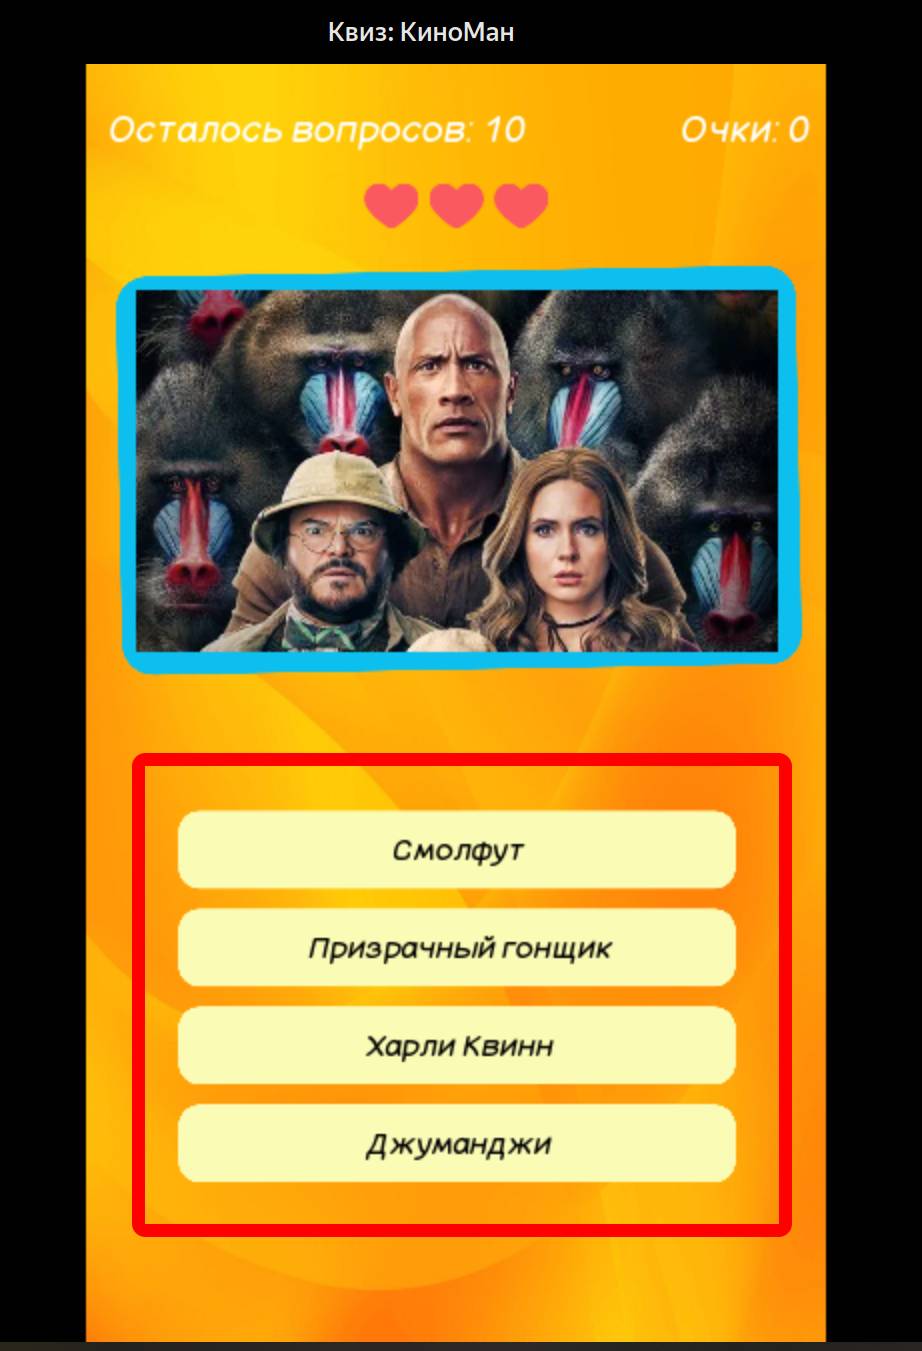 Квиз: КиноМан
Осталось вопросов: 10
Очки: 0
Смолфут
Призрачный гонщик
Харли Квинн
Джуманджи